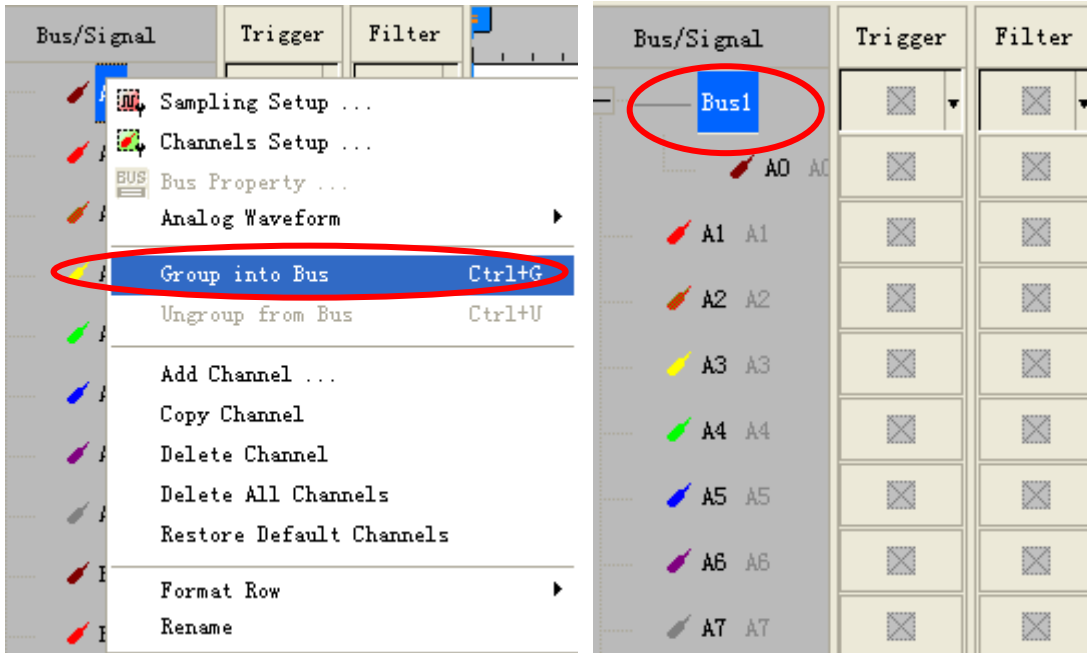 Bus/Signal Trigger Filter
A
Sampling Setup ...
A
Channels Setup ...
BUS Bus Property ...
A
Analog Waveform
A
Group into Bus Ctrl+G
Ungroup from Bus Ctrl+U
A
Add Channel ...
A
Copy Channel
A
Delete Channel
Delete All Channels
A
Restore Default Channels
Format Row
Rename
Bus/Signal Trigger Filter
Bus1
A0 A0
A1 A1
A2 A2
A3 A3
A4 A4
A5 A5
A6 A6
A7 A7